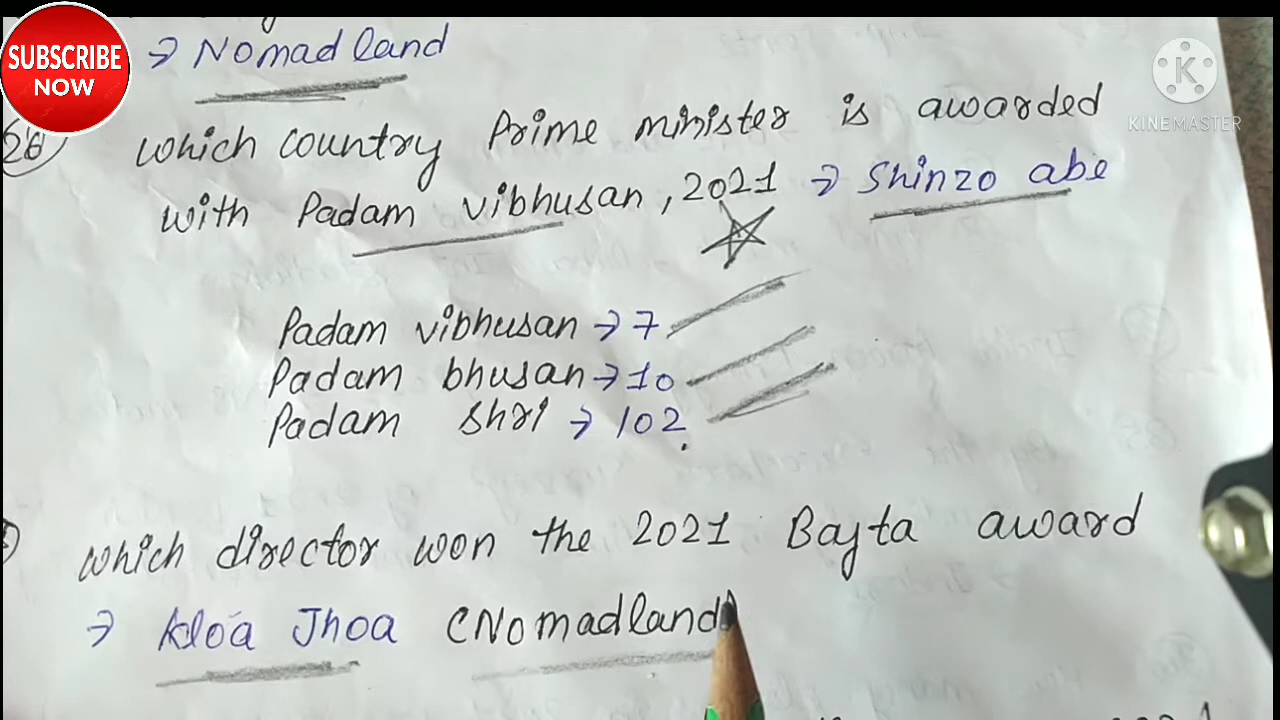 SUBSCRIBE
NOW
→ Nomadland
K
KINEMASTER
28
which country Prime minister is awarded
with Padam vibhusan, 2021 → Shinzo abe
Padam vibhusan → 7
Padam bhusan → 10
Padam Shri → 102
which director won the 2021 Bayta award
→ kloa Jhoa (Nomadland)